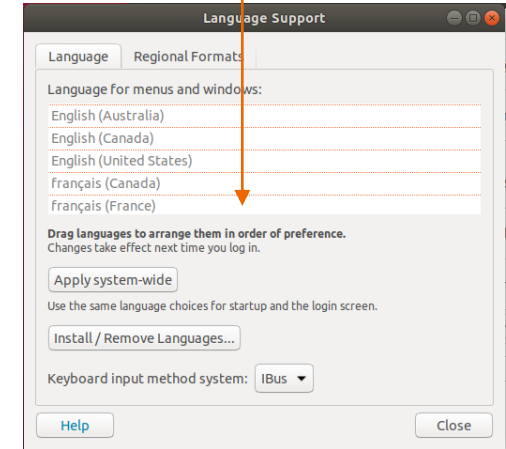 Language Support
Language Regional Formats
Language for menus and windows:
English (Australia)
English (Canada)
English (United States)
français (Canada)
français (France)
Drag languages to arrange them in order of preference.
Changes take effect next time you log in.
Apply system-wide
Use the same language choices for startup and the login screen.
Install / Remove Languages...
Keyboard input method system: IBus
Help Close